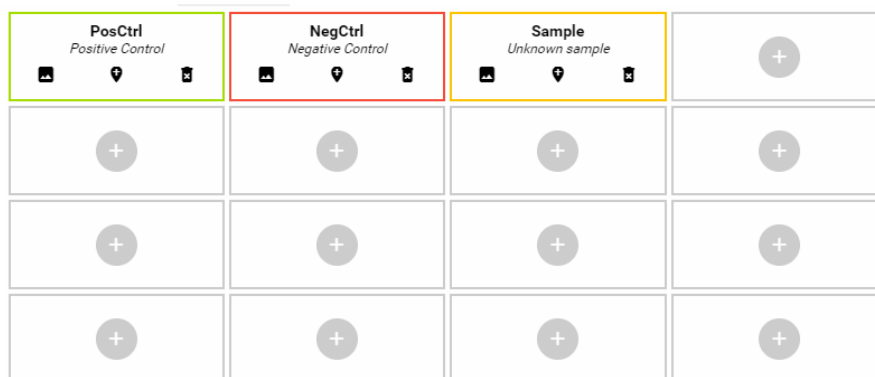 PosCtrl
Positive Control
NegCtrl
Negative Control
Sample
Unknown sample